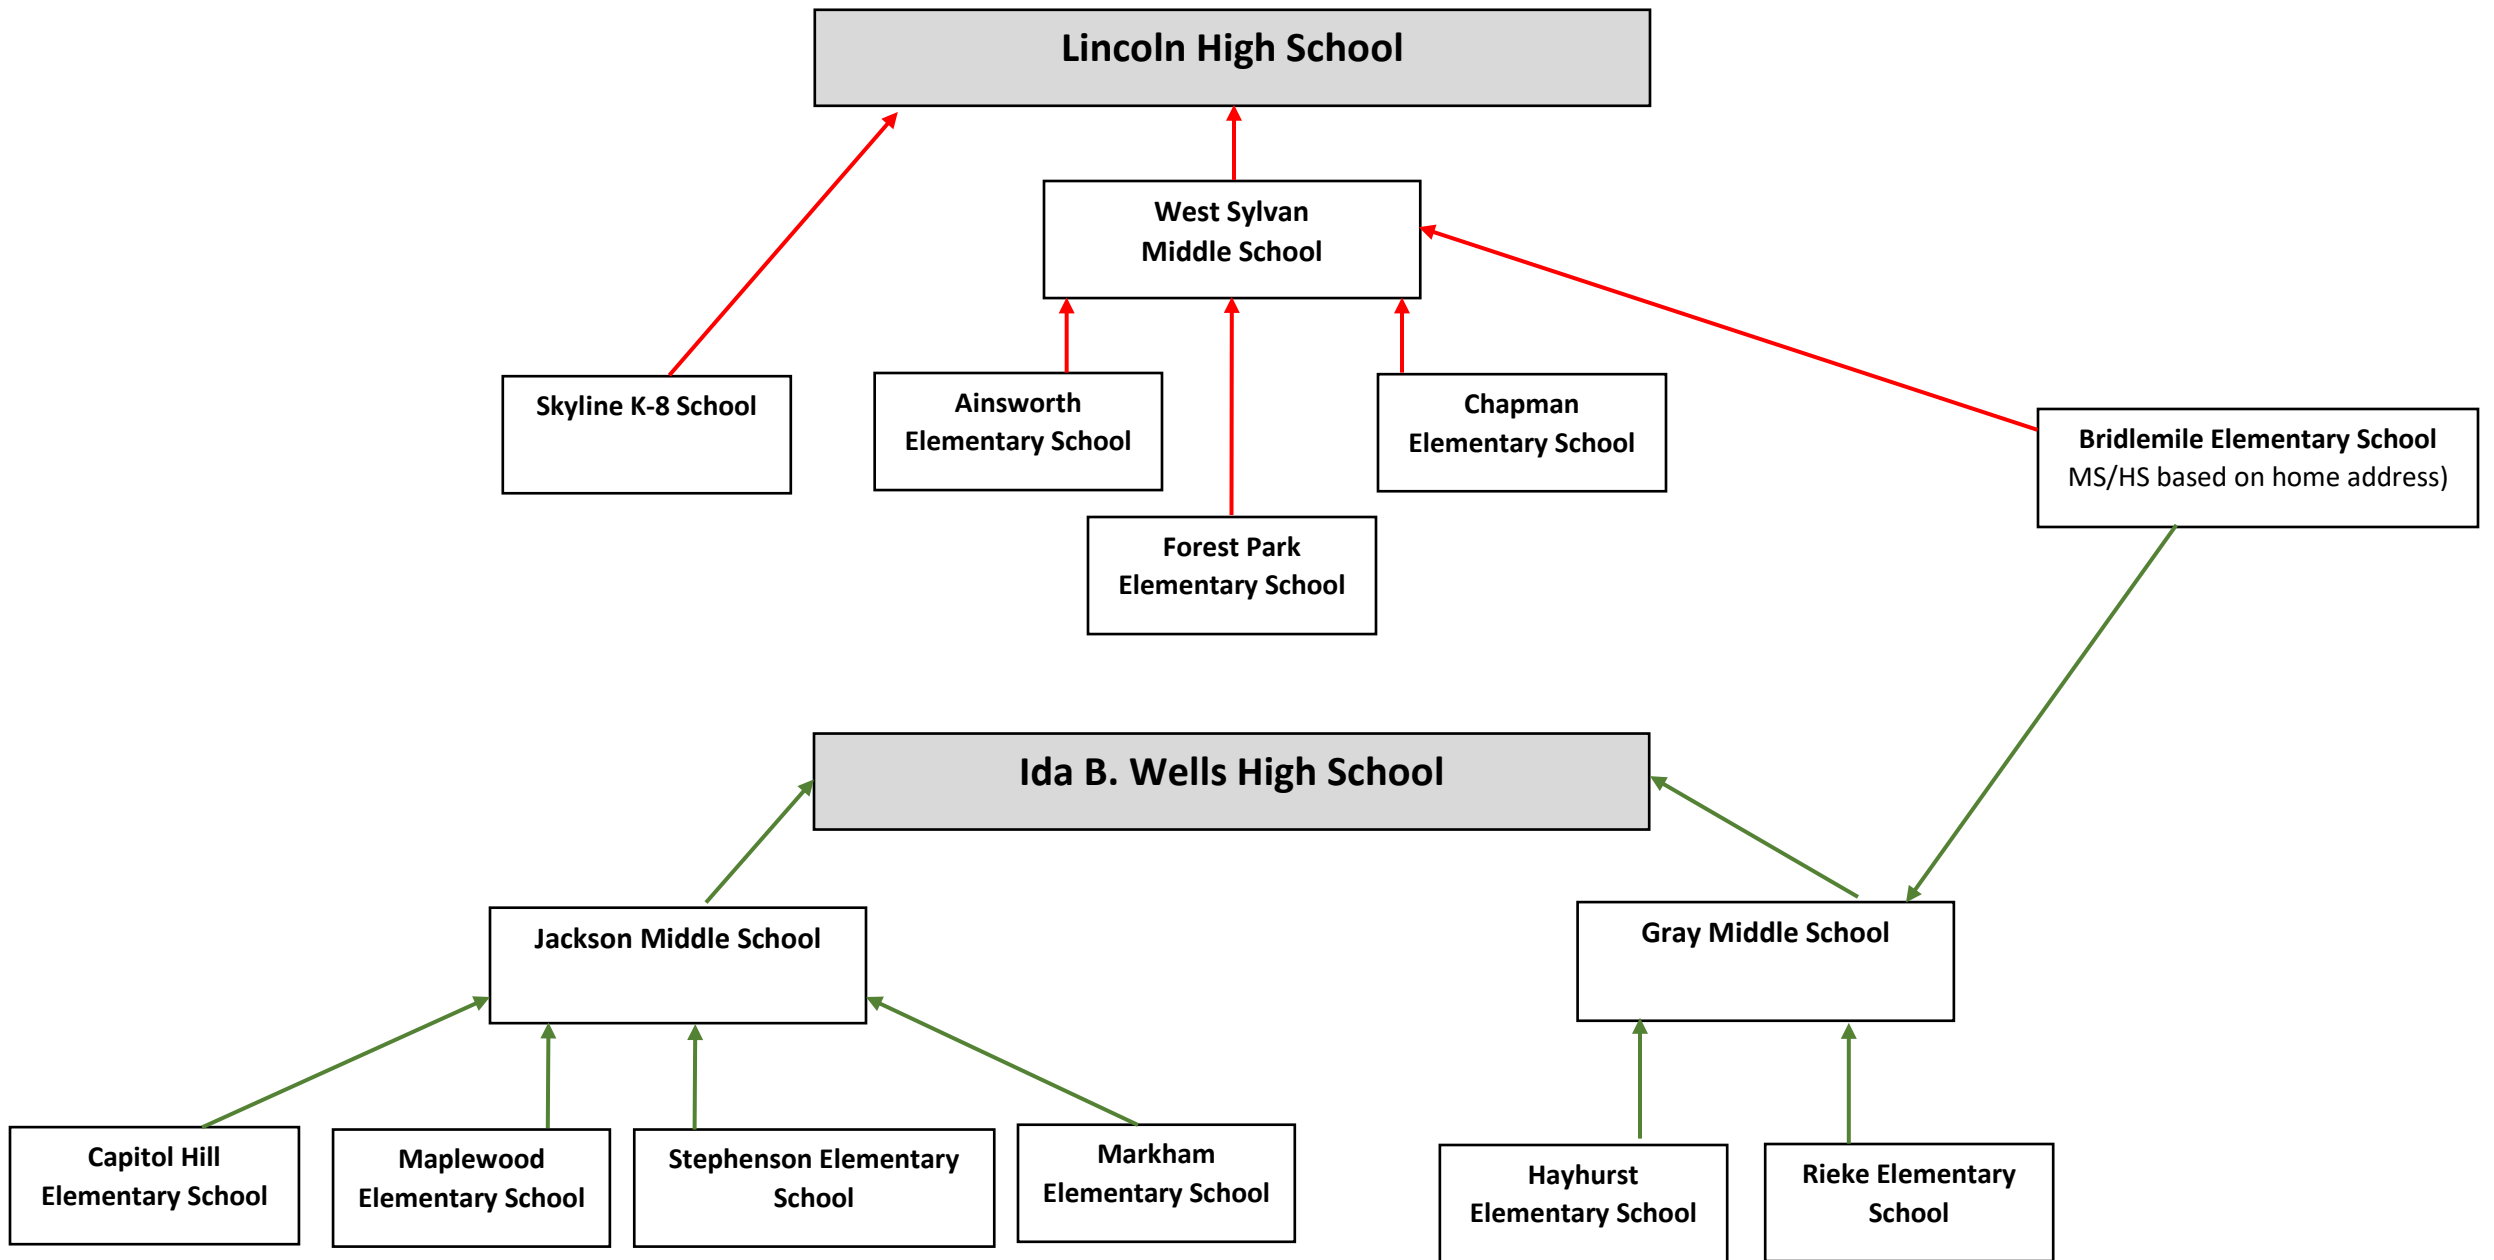 Lincoln High School
West Sylvan
Middle School
Skyline K-8 School
Ainsworth
Elementary School
Chapman
Elementary School
Bridlemile Elementary School
MS/HS based on home address)
Forest Park
Elementary School
Ida B. Wells High School
Jackson Middle School
Gray Middle School
Capitol Hill
Elementary School
Maplewood
Elementary School
Stephenson Elementary
School
Markham
Elementary School
Hayhurst
Elementary School
Rieke Elementary
School